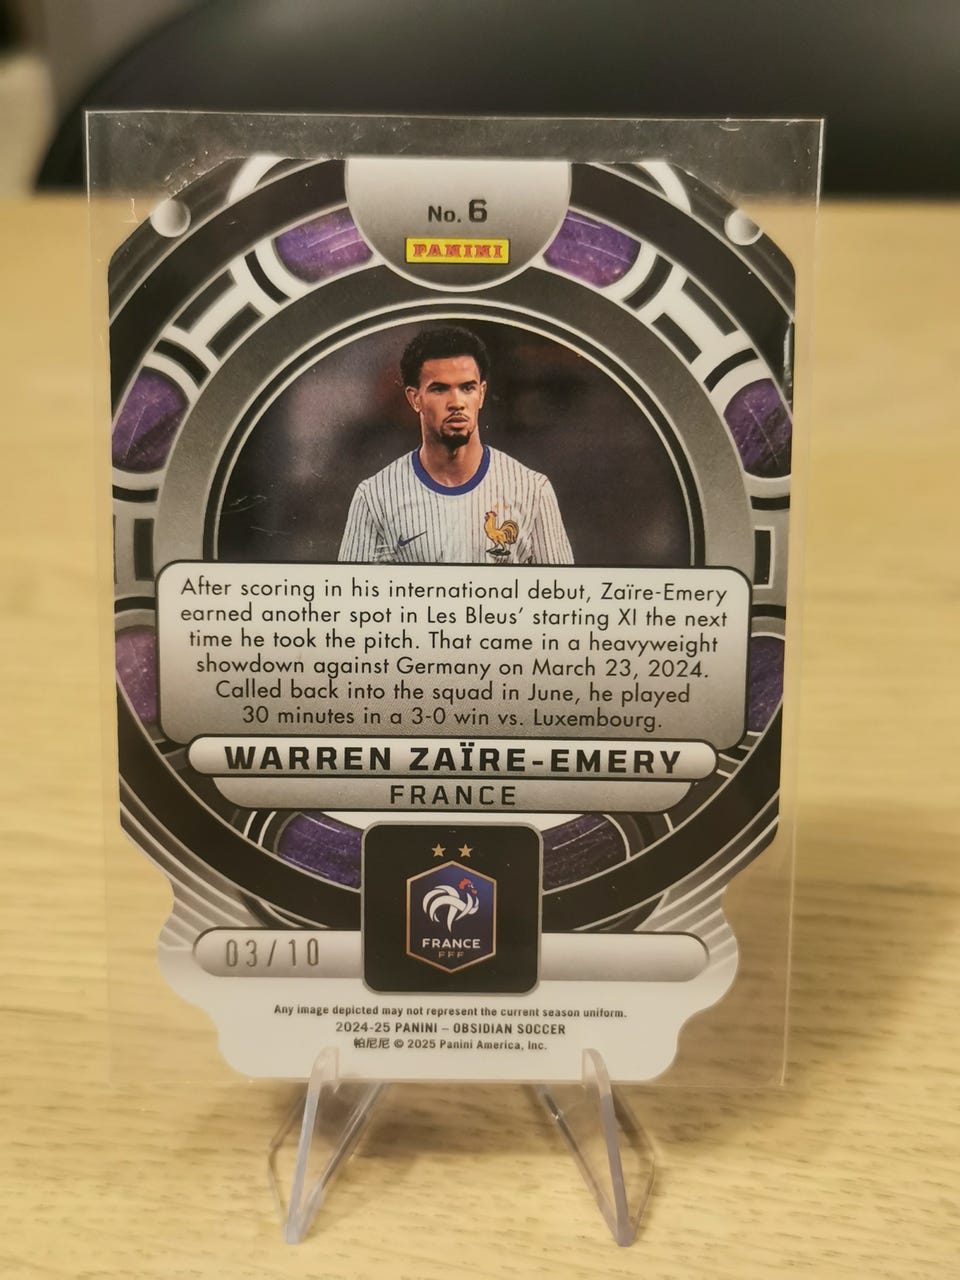 No. 6
PANINI
After scoring in his international debut, Zaïre-Emery
earned another spot in Les Bleus' starting XI the next
time he took the pitch. That came in a heavyweight
showdown against Germany on March 23, 2024.
Called back into the squad in June, he played
30 minutes in a 3-0 win vs. Luxembourg.
WARREN ZAÏRE-EMERY
FRANCE
FRANCE
FFF
03/10
Any image depicted may not represent the current season uniform.
2024-25 PANINI – OBSIDIAN SOCCER
帕尼尼 © 2025 Panini America, Inc.